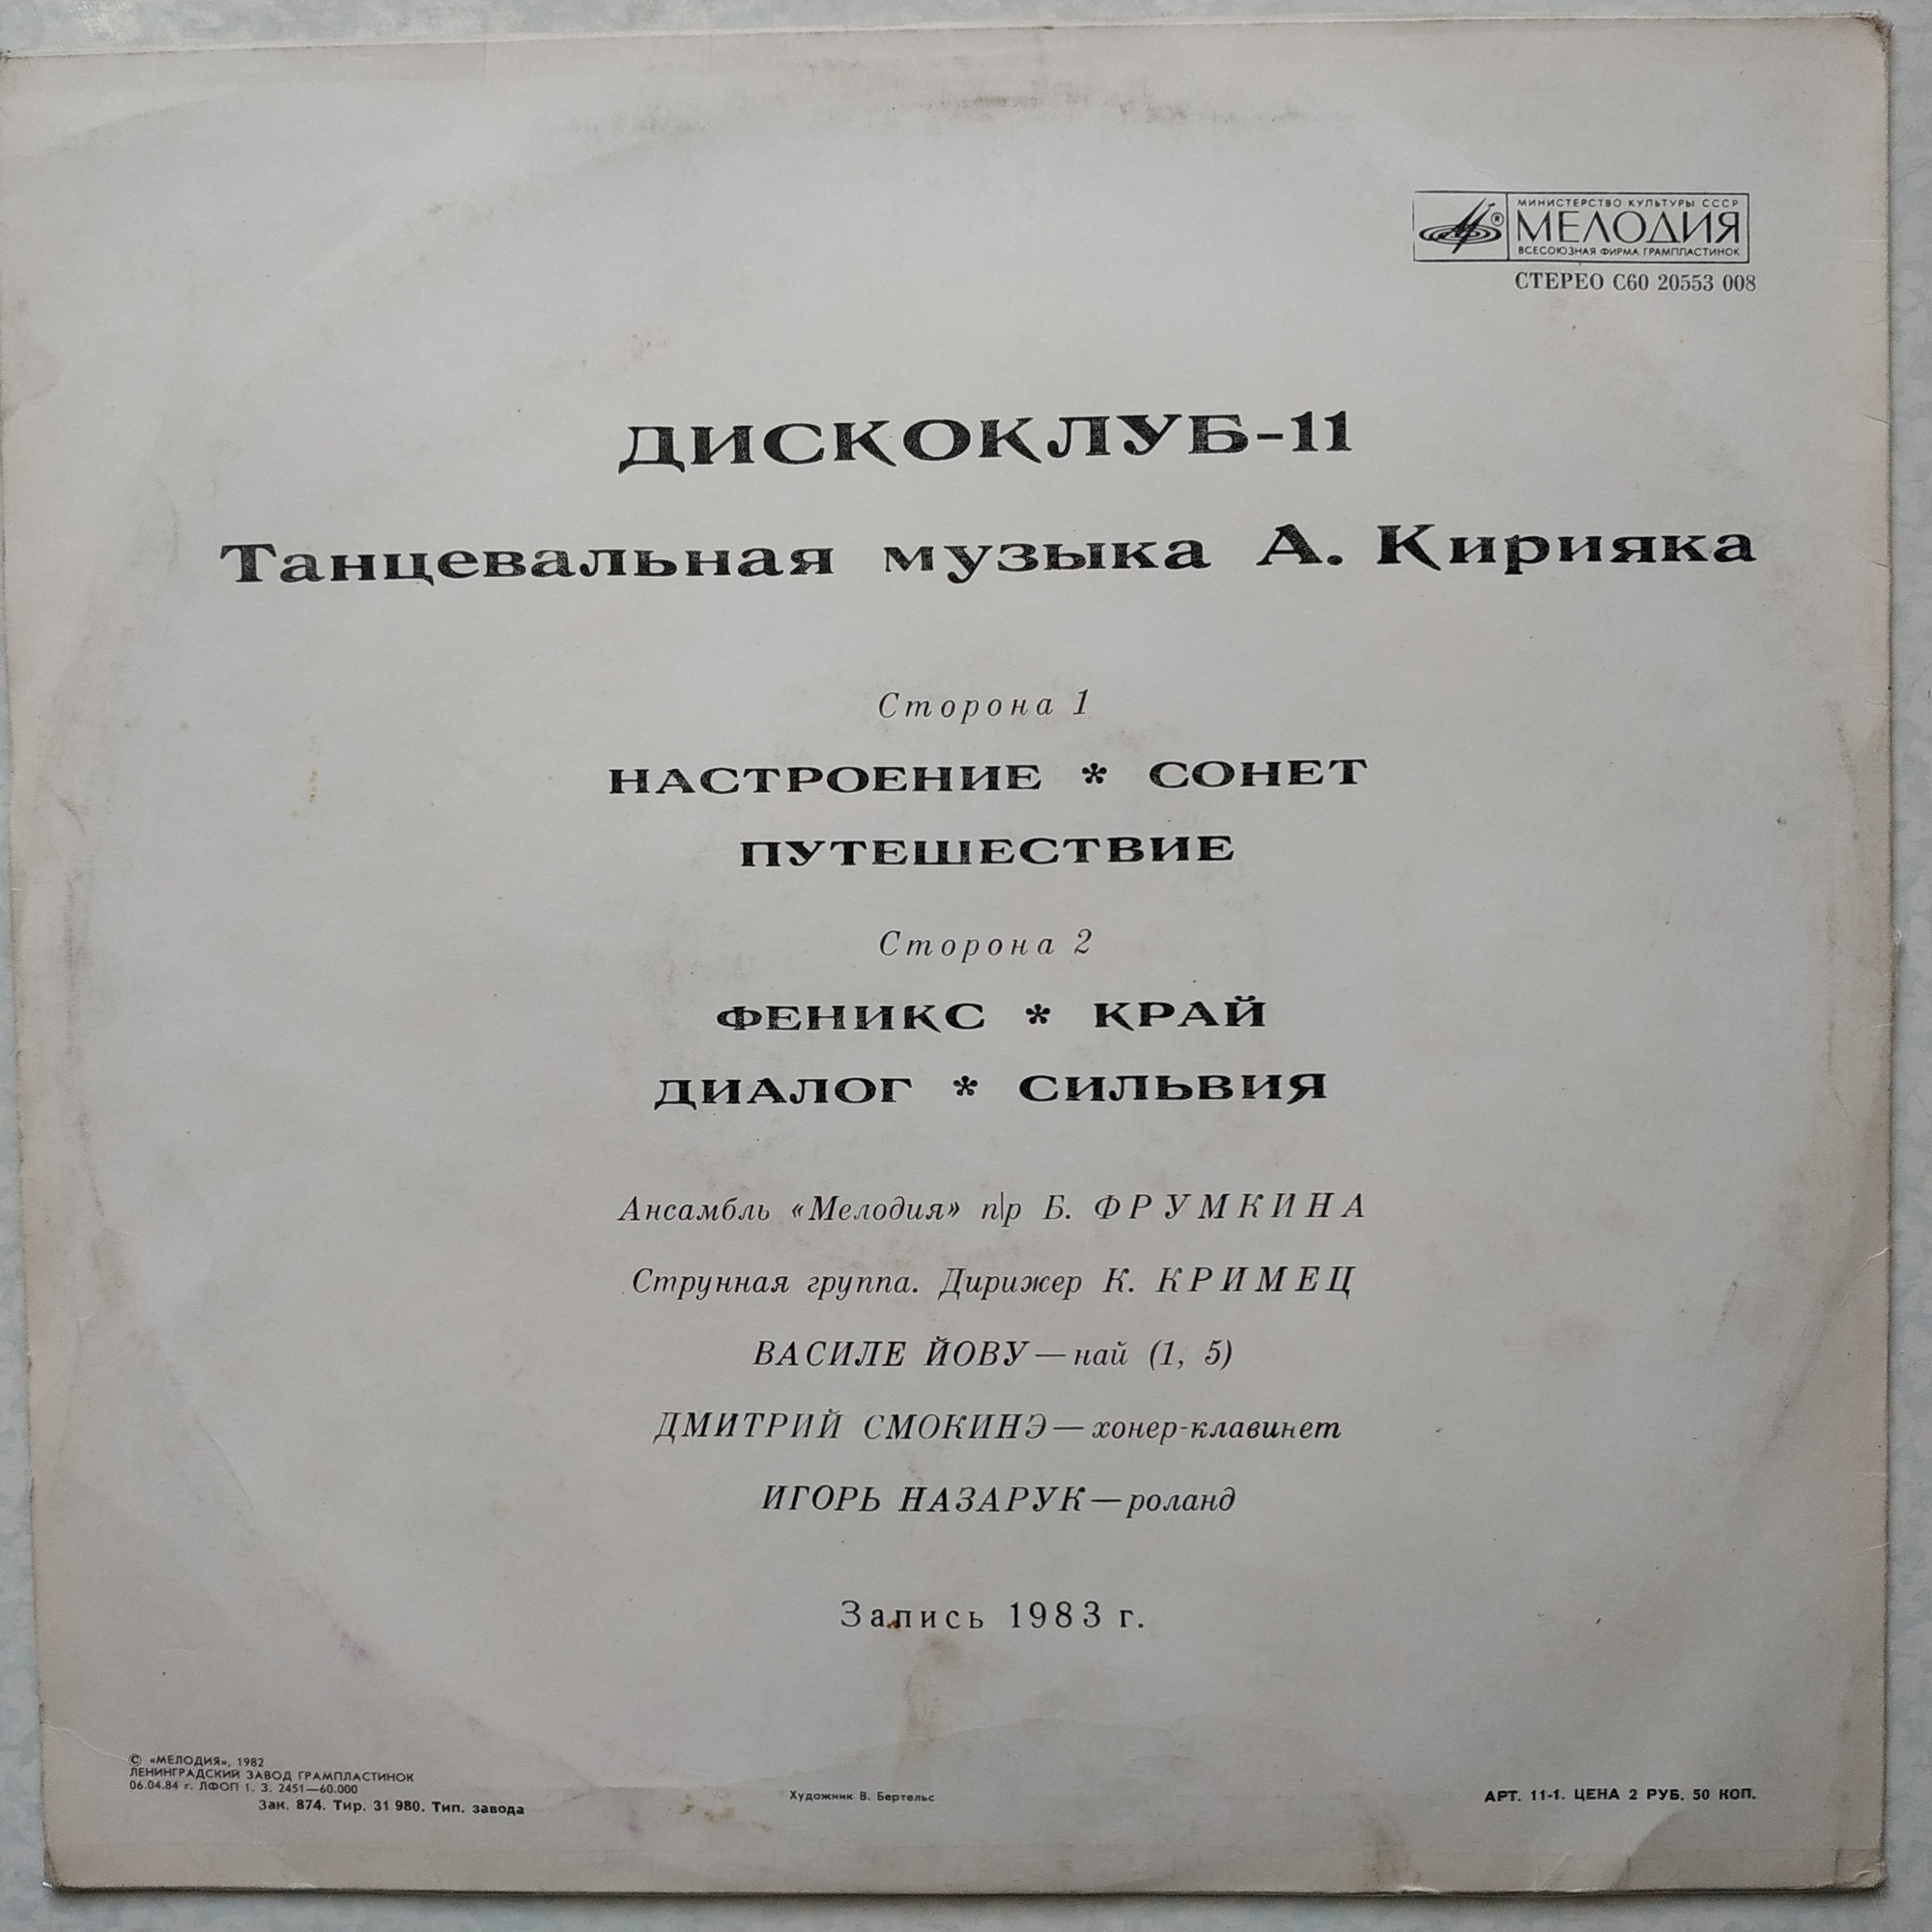 МИНИСТЕРСТВО КУЛЬТУРЫ СССР
МЕЛОДИЯ
ВСЕСОЮЗНАЯ ФИРМА ГРАМПЛАСТИНОК
СТЕРЕО С60 20553 008
ДИСКОКЛУБ-11
Танцевальная музыка А. Кирияка
Сторона 1
НАСТРОЕНИЕ * СОНЕТ
ПУТЕШЕСТВИЕ
Сторона 2
ФЕНИКС * КРАЙ
ДИАЛОГ * СИЛЬВИЯ
Ансамбль «Мелодия» п|р Б. ФРУМКИНА
Струнная группа. Дирижер К. КРИМЕЦ
ВАСИЛЕ ЙОВУ — най (1, 5)
ДМИТРИЙ СМОКИНЭ — хонер-клавинет
ИГОРЬ НАЗАРУК — роланд
Запись 1983 г.
© «МЕЛОДИЯ», 1982
ЛЕНИНГРАДСКИЙ ЗАВОД ГРАМПЛАСТИНОК
06.04.84 г. ЛФОП 1. З. 2451—60.000
Зак. 874. Тир. 31 980. Тип. завода
Художник В. Бертельс
АРТ. 11-1. ЦЕНА 2 РУБ. 50 КОП.